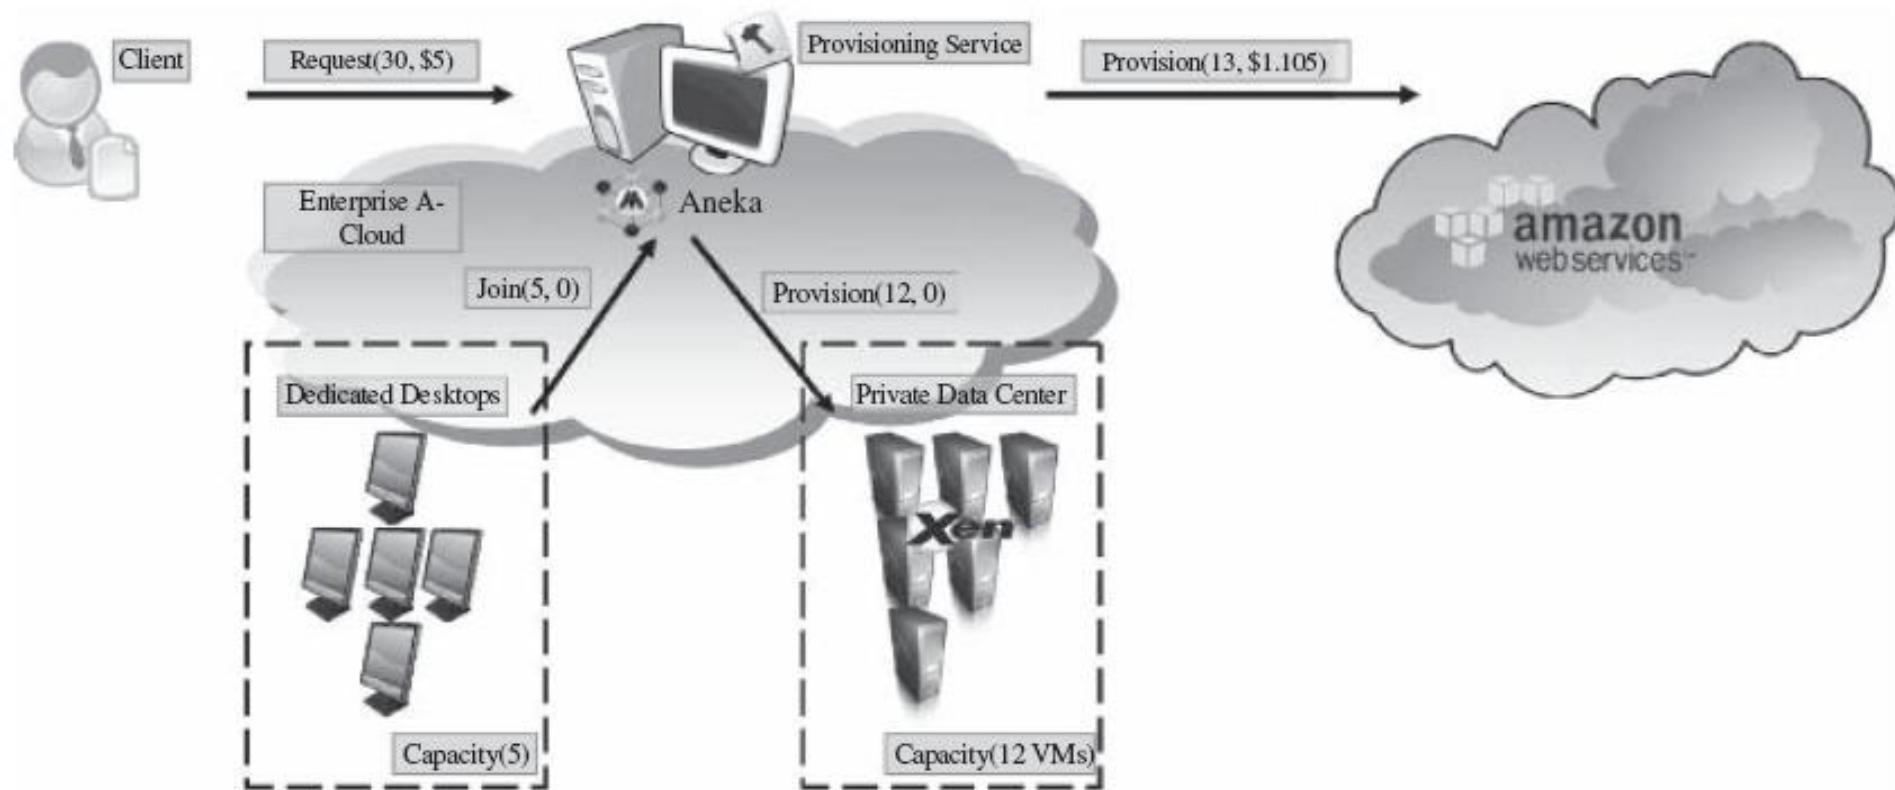 Client
Request(30, $5)
Provisioning Service
Provision(13, $1.105)
Enterprise A-
Cloud
Aneka
amazon
webservices™
Join(5, 0)
Provision(12, 0)
Dedicated Desktops
Private Data Center
Xen
Capacity(5)
Capacity(12 VMs)